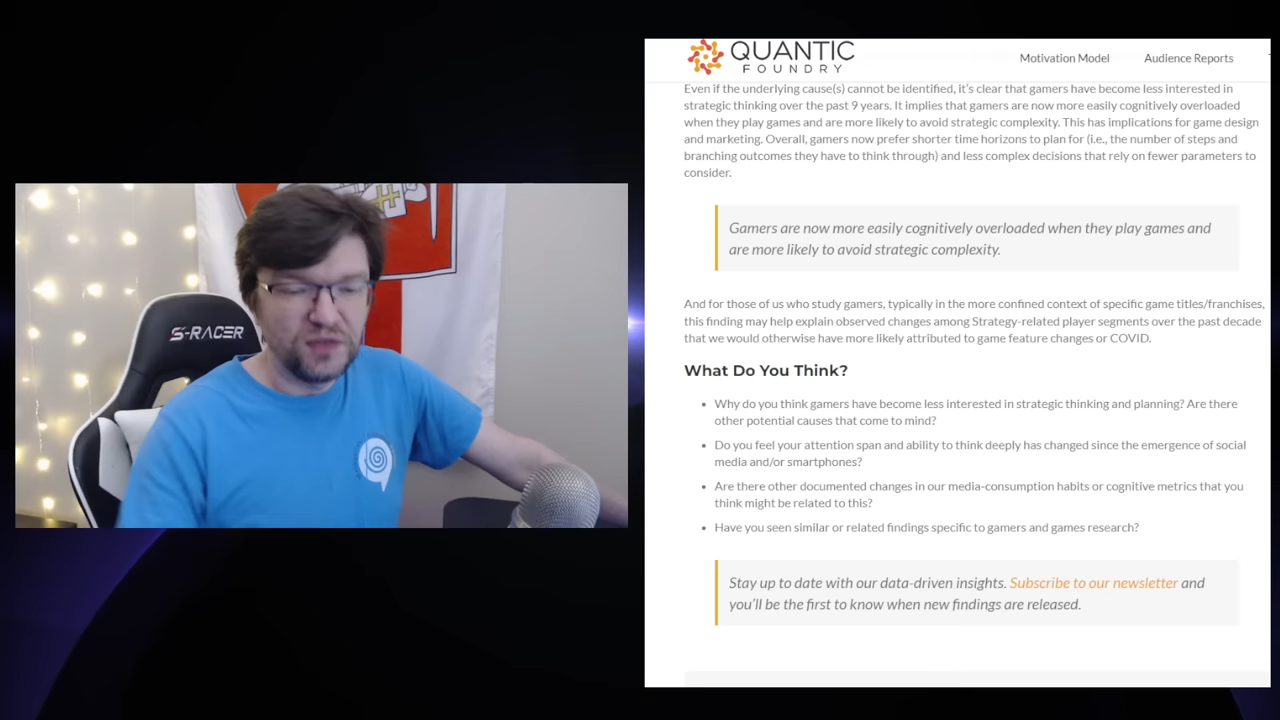 QUANTIC
FOUNDRY
Motivation Model
Audience Reports
Even if the underlying cause(s) cannot be identified, it's clear that gamers have become less interested in
strategic thinking over the past 9 years. It implies that gamers are now more easily cognitively overloaded
when they play games and are more likely to avoid strategic complexity. This has implications for game design
and marketing. Overall, gamers now prefer shorter time horizons to plan for (i.e., the number of steps and
branching outcomes they have to think through) and less complex decisions that rely on fewer parameters to
consider.
Gamers are now more easily cognitively overloaded when they play games and
are more likely to avoid strategic complexity.
And for those of us who study gamers, typically in the more confined context of specific game titles/franchises,
this finding may help explain observed changes among Strategy-related player segments over the past decade
that we would otherwise have more likely attributed to game feature changes or COVID.
What Do You Think?
• Why do you think gamers have become less interested in strategic thinking and planning? Are there
other potential causes that come to mind?
• Do you feel your attention span and ability to think deeply has changed since the emergence of social
media and/or smartphones?
• Are there other documented changes in our media-consumption habits or cognitive metrics that you
think might be related to this?
• Have you seen similar or related findings specific to gamers and games research?
Stay up to date with our data-driven insights. Subscribe to our newsletter and
you'll be the first to know when new findings are released.
S-RACER